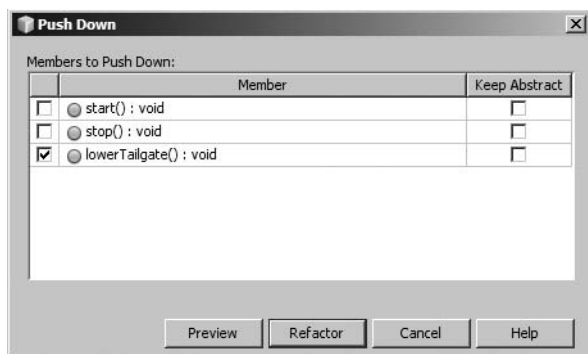 Push Down
Members to Push Down:
Member Keep Abstract
start() : void
stop() : void
lowerTailgate() : void
Preview Refactor Cancel Help